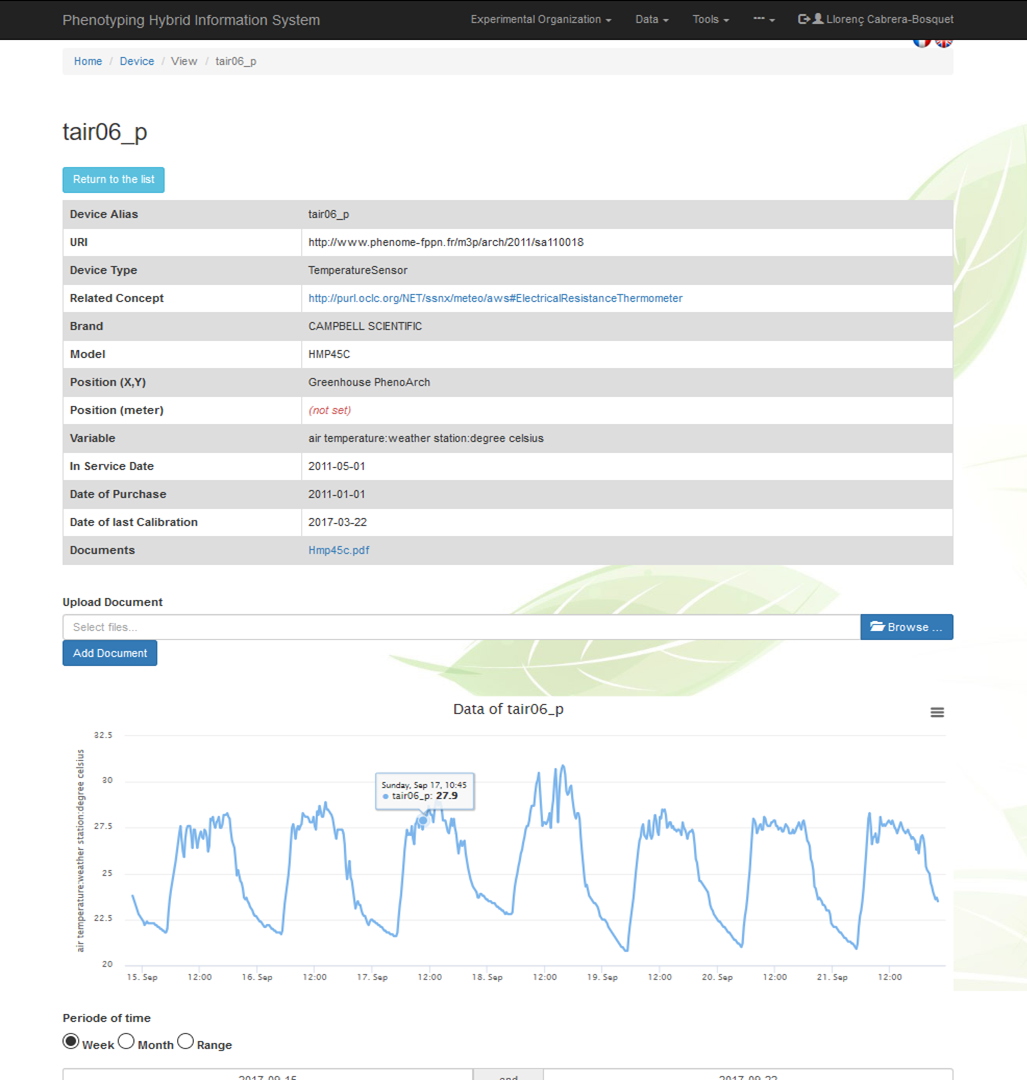 Phenotyping Hybrid Information System Experimental Organization Data Tools --- Llorenç Cabrera-Bosquet
Home / Device / View / tair06_p
tair06_p
Return to the list
Device Alias tair06_p
URI http://www.phenome-fppn.fr/m3p/arch/2011/sa110018
Device Type TemperatureSensor
Related Concept http://purl.oclc.org/NET/ssnx/meteo/aws#ElectricalResistanceThermometer
Brand CAMPBELL SCIENTIFIC
Model HMP45C
Position (X,Y) Greenhouse PhenoArch
Position (meter) (not set)
Variable air temperature:weather station:degree celsius
In Service Date 2011-05-01
Date of Purchase 2011-01-01
Date of last Calibration 2017-03-22
Documents Hmp45c.pdf
Upload Document
Select files... Browse ...
Add Document
Data of tair06_p
air temperature:weather station:degree celsius
32.5
30
27.5
25
22.5
20
Sunday, Sep 17, 10:45
tair06_p: 27.9
15. Sep 12:00 16. Sep 12:00 17. Sep 12:00 18. Sep 12:00 19. Sep 12:00 20. Sep 12:00 21. Sep 12:00
Periode of time
Week Month Range
2017-09-15 and 2017-09-22